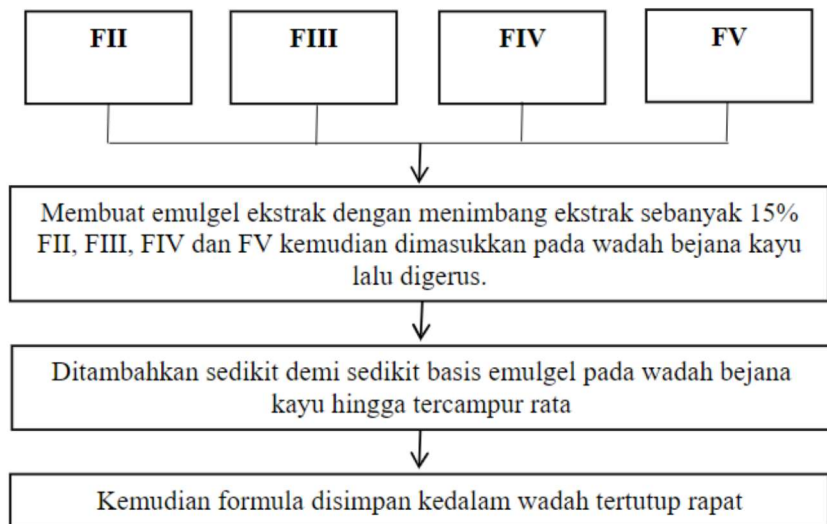 FII FIII FIV FV
Membuat emulgel ekstrak dengan menimbang ekstrak sebanyak 15%
FII, FIII, FIV dan FV kemudian dimasukkan pada wadah bejana kayu
lalu digerus.
Ditambahkan sedikit demi sedikit basis emulgel pada wadah bejana
kayu hingga tercampur rata
Kemudian formula disimpan kedalam wadah tertutup rapat